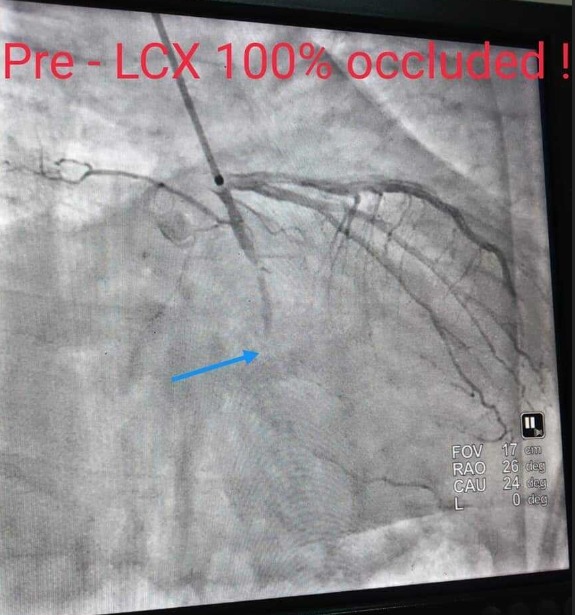 Pre - LCX 100% occluded !
FOV 17 cm
RAO 26 deg
CAU 24 deg
L 0 deg